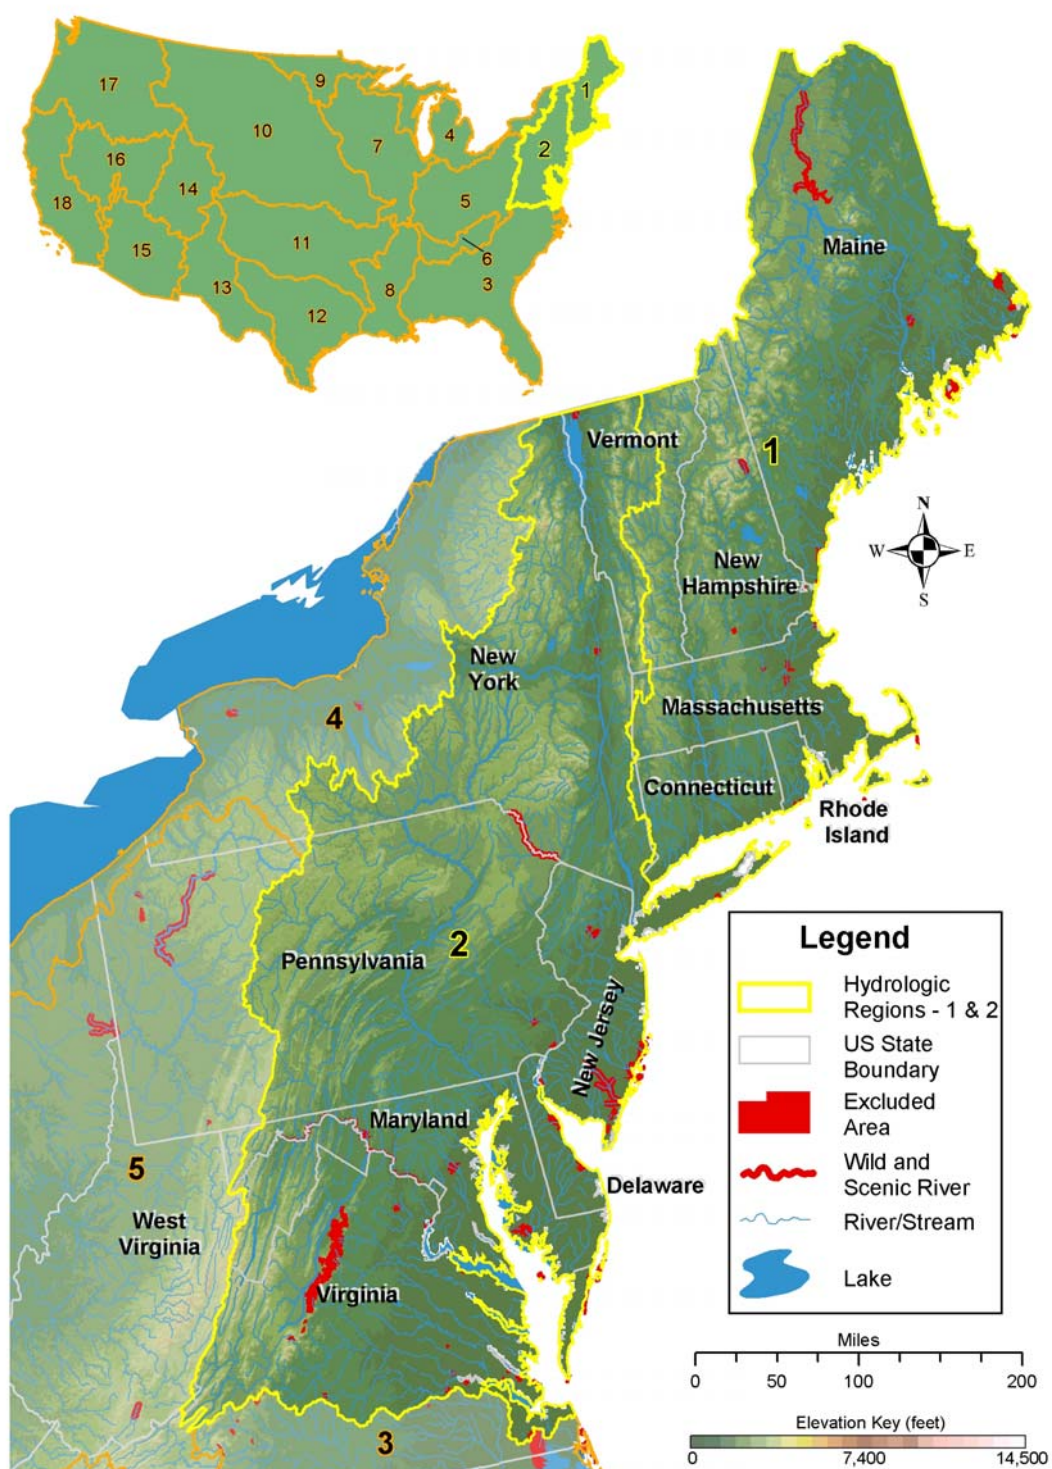 17
9
1
10
7
4
2
16
14
5
18
11
15
6
13
8
3
12
Maine
Vermont
1
N
W
E
S
New
Hampshire
New
York
4
Massachusetts
Connecticut
Rhode
Island
2
Pennsylvania
New Jersey
Maryland
5
Delaware
West
Virginia
Virginia
3
Legend
Hydrologic
Regions - 1 & 2
US State
Boundary
Excluded
Area
Wild and
Scenic River
River/Stream
Lake
Miles
0 50 100 200
Elevation Key (feet)
0 7,400 14,500